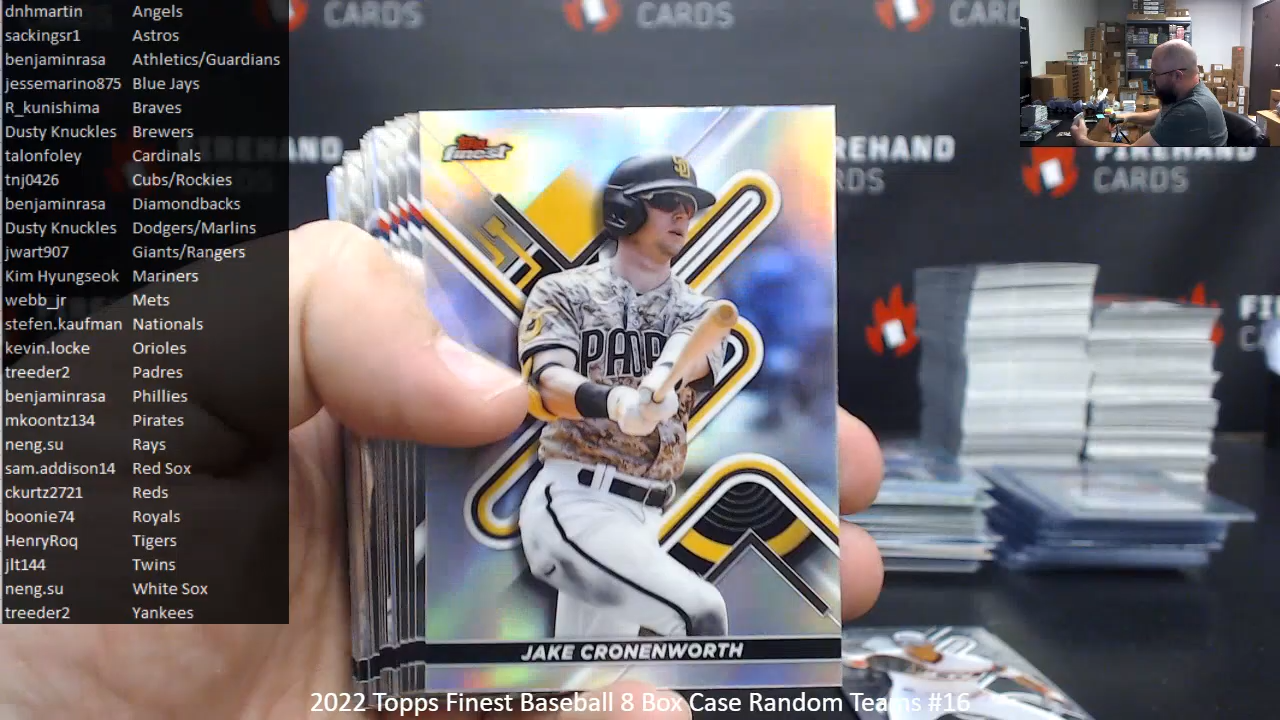 dnhmartin Angels
sackingsr1 Astros
benjaminrasa Athletics/Guardians
jessemarino875 Blue Jays
R_kunishima Braves
Dusty Knuckles Brewers
talonfoley Cardinals
tnj0426 Cubs/Rockies
benjaminrasa Diamondbacks
Dusty Knuckles Dodgers/Marlins
jwart907 Giants/Rangers
Kim Hyungseok Mariners
webb_jr Mets
stefen.kaufman Nationals
kevin.locke Orioles
treeder2 Padres
benjaminrasa Phillies
mkoontz134 Pirates
neng.su Rays
sam.addison14 Red Sox
ckurtz2721 Reds
boonie74 Royals
HenryRoq Tigers
jlt144 Twins
neng.su White Sox
treeder2 Yankees
CARDS
CARDS
CARDS
FIREHAND
CARDS
Topps
finest
SD
PADR
JAKE CRONENWORTH
2022 Topps Finest Baseball 8 Box Case Random Teams #16